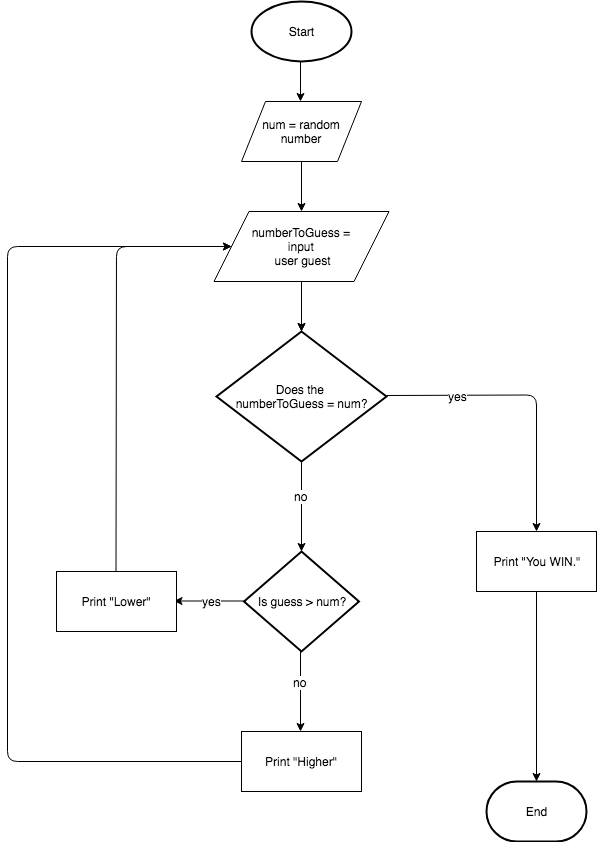 Start
num = random
number
numberToGuess =
input
user guest
Does the
numberToGuess = num?
yes
no
Print "You WIN."
Print "Lower"
yes
Is guess > num?
no
Print "Higher"
End